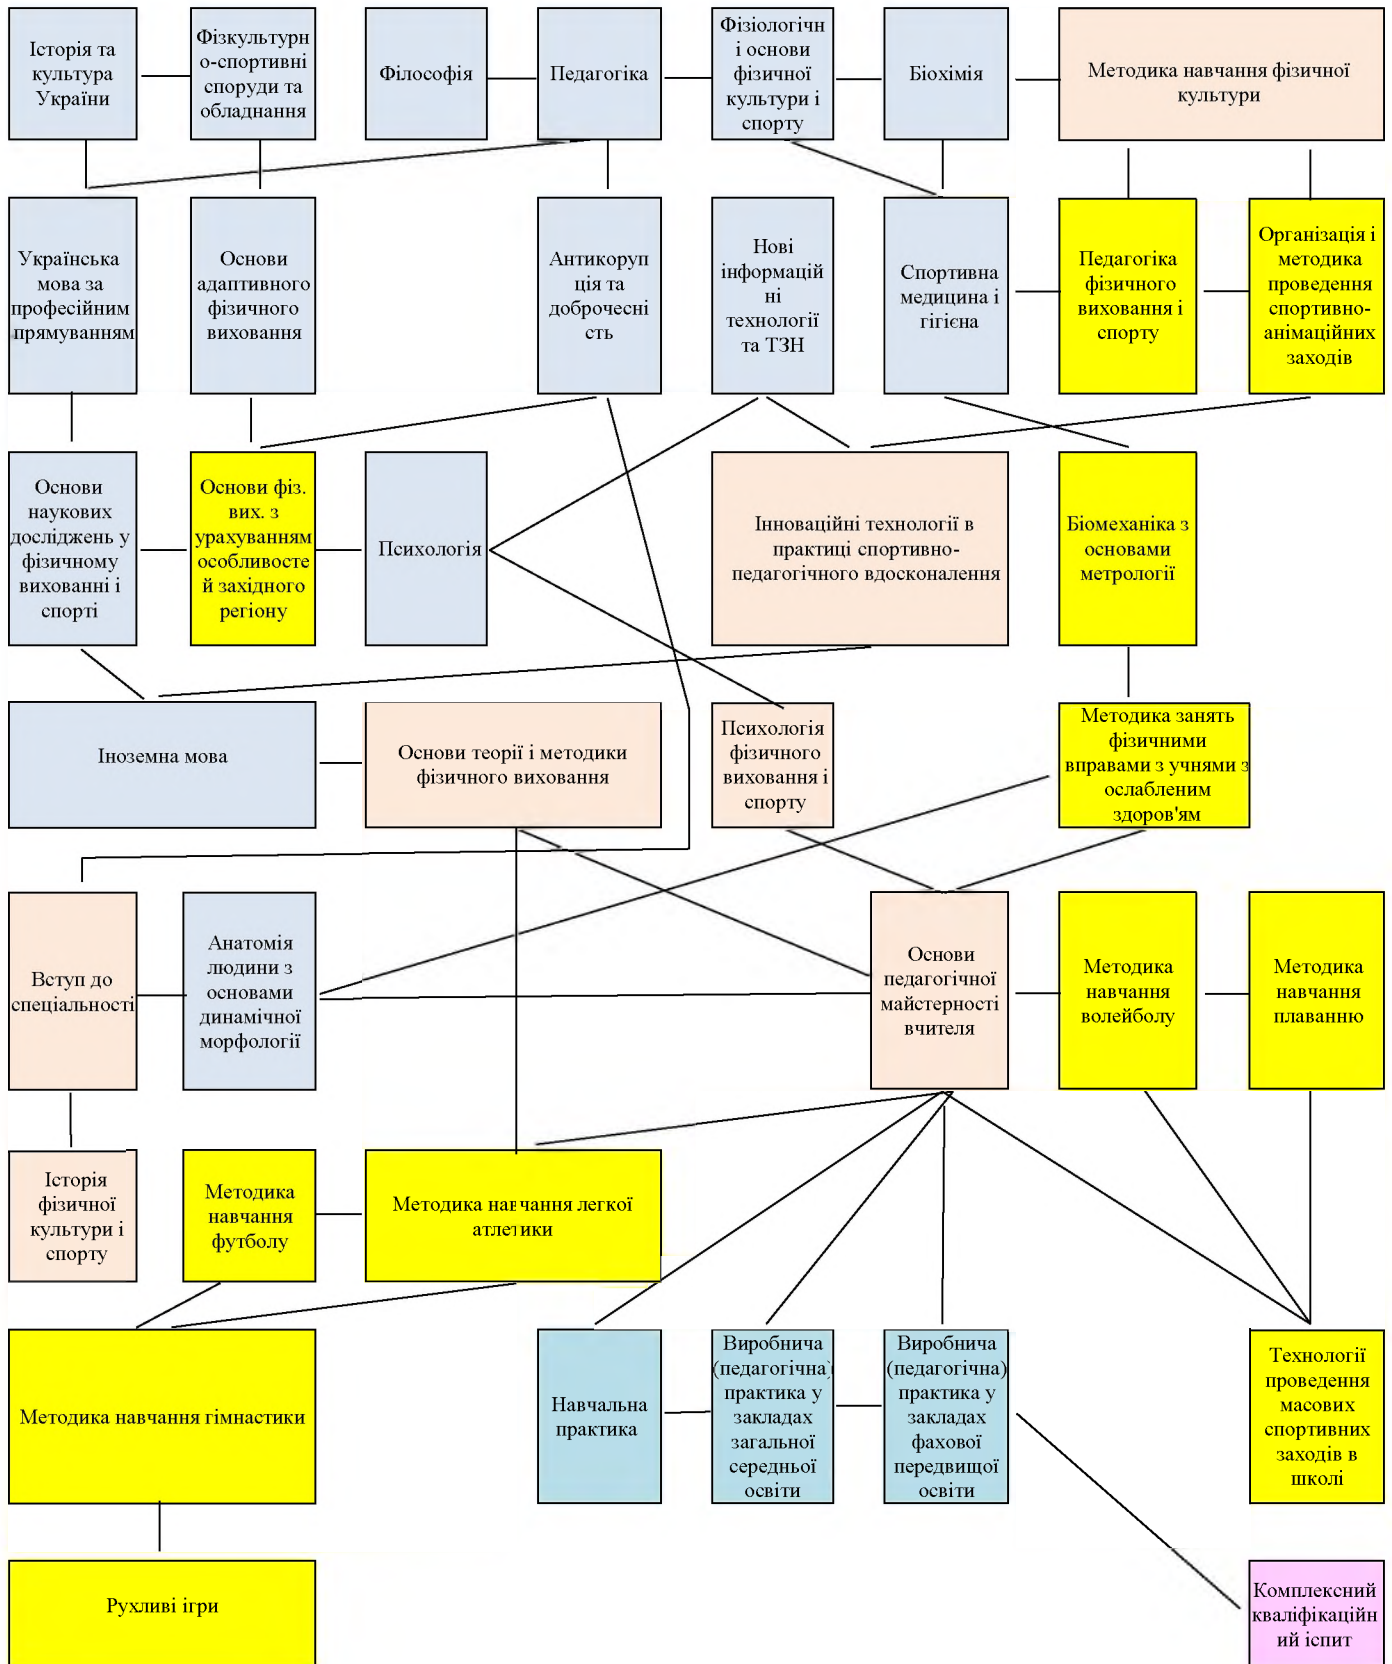 Історія та
культура
України
Фізкультурн
о-спортивні
споруди та
обладнання
Філософія
Педагогіка
Фізіологічн
і основи
фізичної
культури і
спорту
Біохімія
Методика навчання фізичної
культури
Українська
мова за
професійним
прямуванням
Основи
адаптивного
фізичного
виховання
Антикоруп
ція та
доброчесні
сть
Нові
інформацій
ні
технології
та ТЗН
Спортивна
медицина і
гігієна
Педагогіка
фізичного
виховання і
спорту
Організація і
методика
проведення
спортивно-
анімаційних
заходів
Основи
наукових
досліджень у
фізичному
вихованні і
спорті
Основи фіз.
вих. з
урахуванням
особливосте
й західного
регіону
Психологія
Інноваційні технології в
практиці спортивно-
педагогічного вдосконалення
Біомеханіка з
основами
метрології
Іноземна мова
Основи теорії і методики
фізичного виховання
Психологія
фізичного
виховання і
спорту
Методика занять
фізичними
вправами з учнями з
ослабленим
здоров'ям
Вступ до
спеціальності
Анатомія
людини з
основами
динамічної
морфології
Основи
педагогічної
майстерності
вчителя
Методика
навчання
волейболу
Методика
навчання
плаванню
Історія
фізичної
культури і
спорту
Методика
навчання
футболу
Методика навчання легкої
атлетики
Методика навчання гімнастики
Навчальна
практика
Виробнича
(педагогічна)
практика у
закладах
загальної
середньої
освіти
Виробнича
(педагогічна)
практика у
закладах
фахової
передвищої
освіти
Технології
проведення
масових
спортивних
заходів в
школі
Рухливі ігри
Комплексний
кваліфікаційн
ий іспит